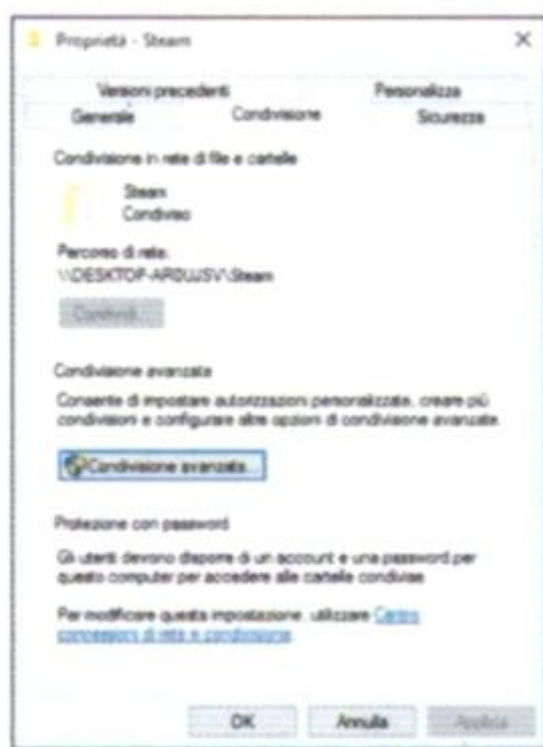 Proprietà - Steam
Versioni precedenti
Personalizza
Generale
Condivisione
Sicurezza
Condivisione in rete di file e cartelle
Steam
Condiviso
Percorso di rete:
Condividi...
Condivisione avanzata
Consente di impostare autorizzazioni personalizzate, creare più
condivisioni e configurare altre opzioni di condivisione avanzate.
Condivisione avanzata...
Protezione con password
Gli utenti devono disporre di un account e una password per
questo computer per accedere alle cartelle condivise.
Per modificare questa impostazione, utilizzare Centro
connessioni di rete e condivisione.
OK
Annulla
Applica